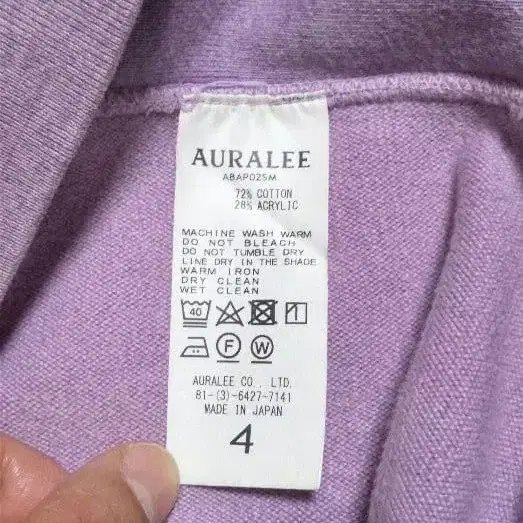 AURALEE
A8AP02SM
72% COTTON
28% ACRYLIC
MACHINE WASH WARM
DO NOT BLEACH
DO NOT TUMBLE DRY
LINE DRY IN THE SHADE
WARM IRON
DRY CLEAN
WET CLEAN
40
F W
AURALEE CO., LTD.
81-(3)-6427-7141
MADE IN JAPAN
4